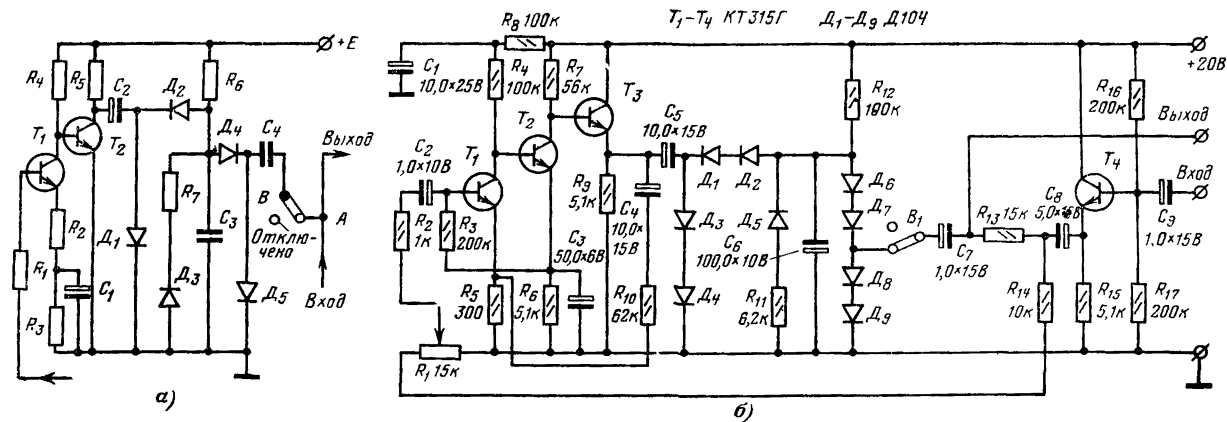 T₁-T₄ КТ315Г Д₁-Д₉ Д104
+E
R₄
R₅
C₂
Д₂
R₆
T₁
T₂
Д₄
C₄
Выход
R₇
В
А
Отклю-
чено
R₂
Д₁
C₃
R₁
C₁
Д₃
Д₅
Вход
R₃
а)
R₈ 100к
C₁
10,0×25В
R₄
100к
R₇
56к
T₃
T₂
C₅
10,0×15В
R₁₂
190к
R₁₆
200к
+20В
Выход
C₂
1,0×10В
T₁
Д₁
Д₂
Д₆
T₄
Вход
R₉
5,1к
C₄
10,0×
15В
R₂
1к
R₃
200к
C₃
50,0×6В
Д₃
Д₅
C₆
100,0×10В
Д₇
В₁
R₁₃ 15к
C₈
5,0×15В
C₉
1,0×15В
C₇
1,0×15В
R₅
300
R₆
5,1к
R₁₀
62к
Д₄
R₁₁
6,2к
Д₈
Д₉
R₁₄
10к
R₁₅
5,1к
R₁₇
200к
R₁ 15к
б)